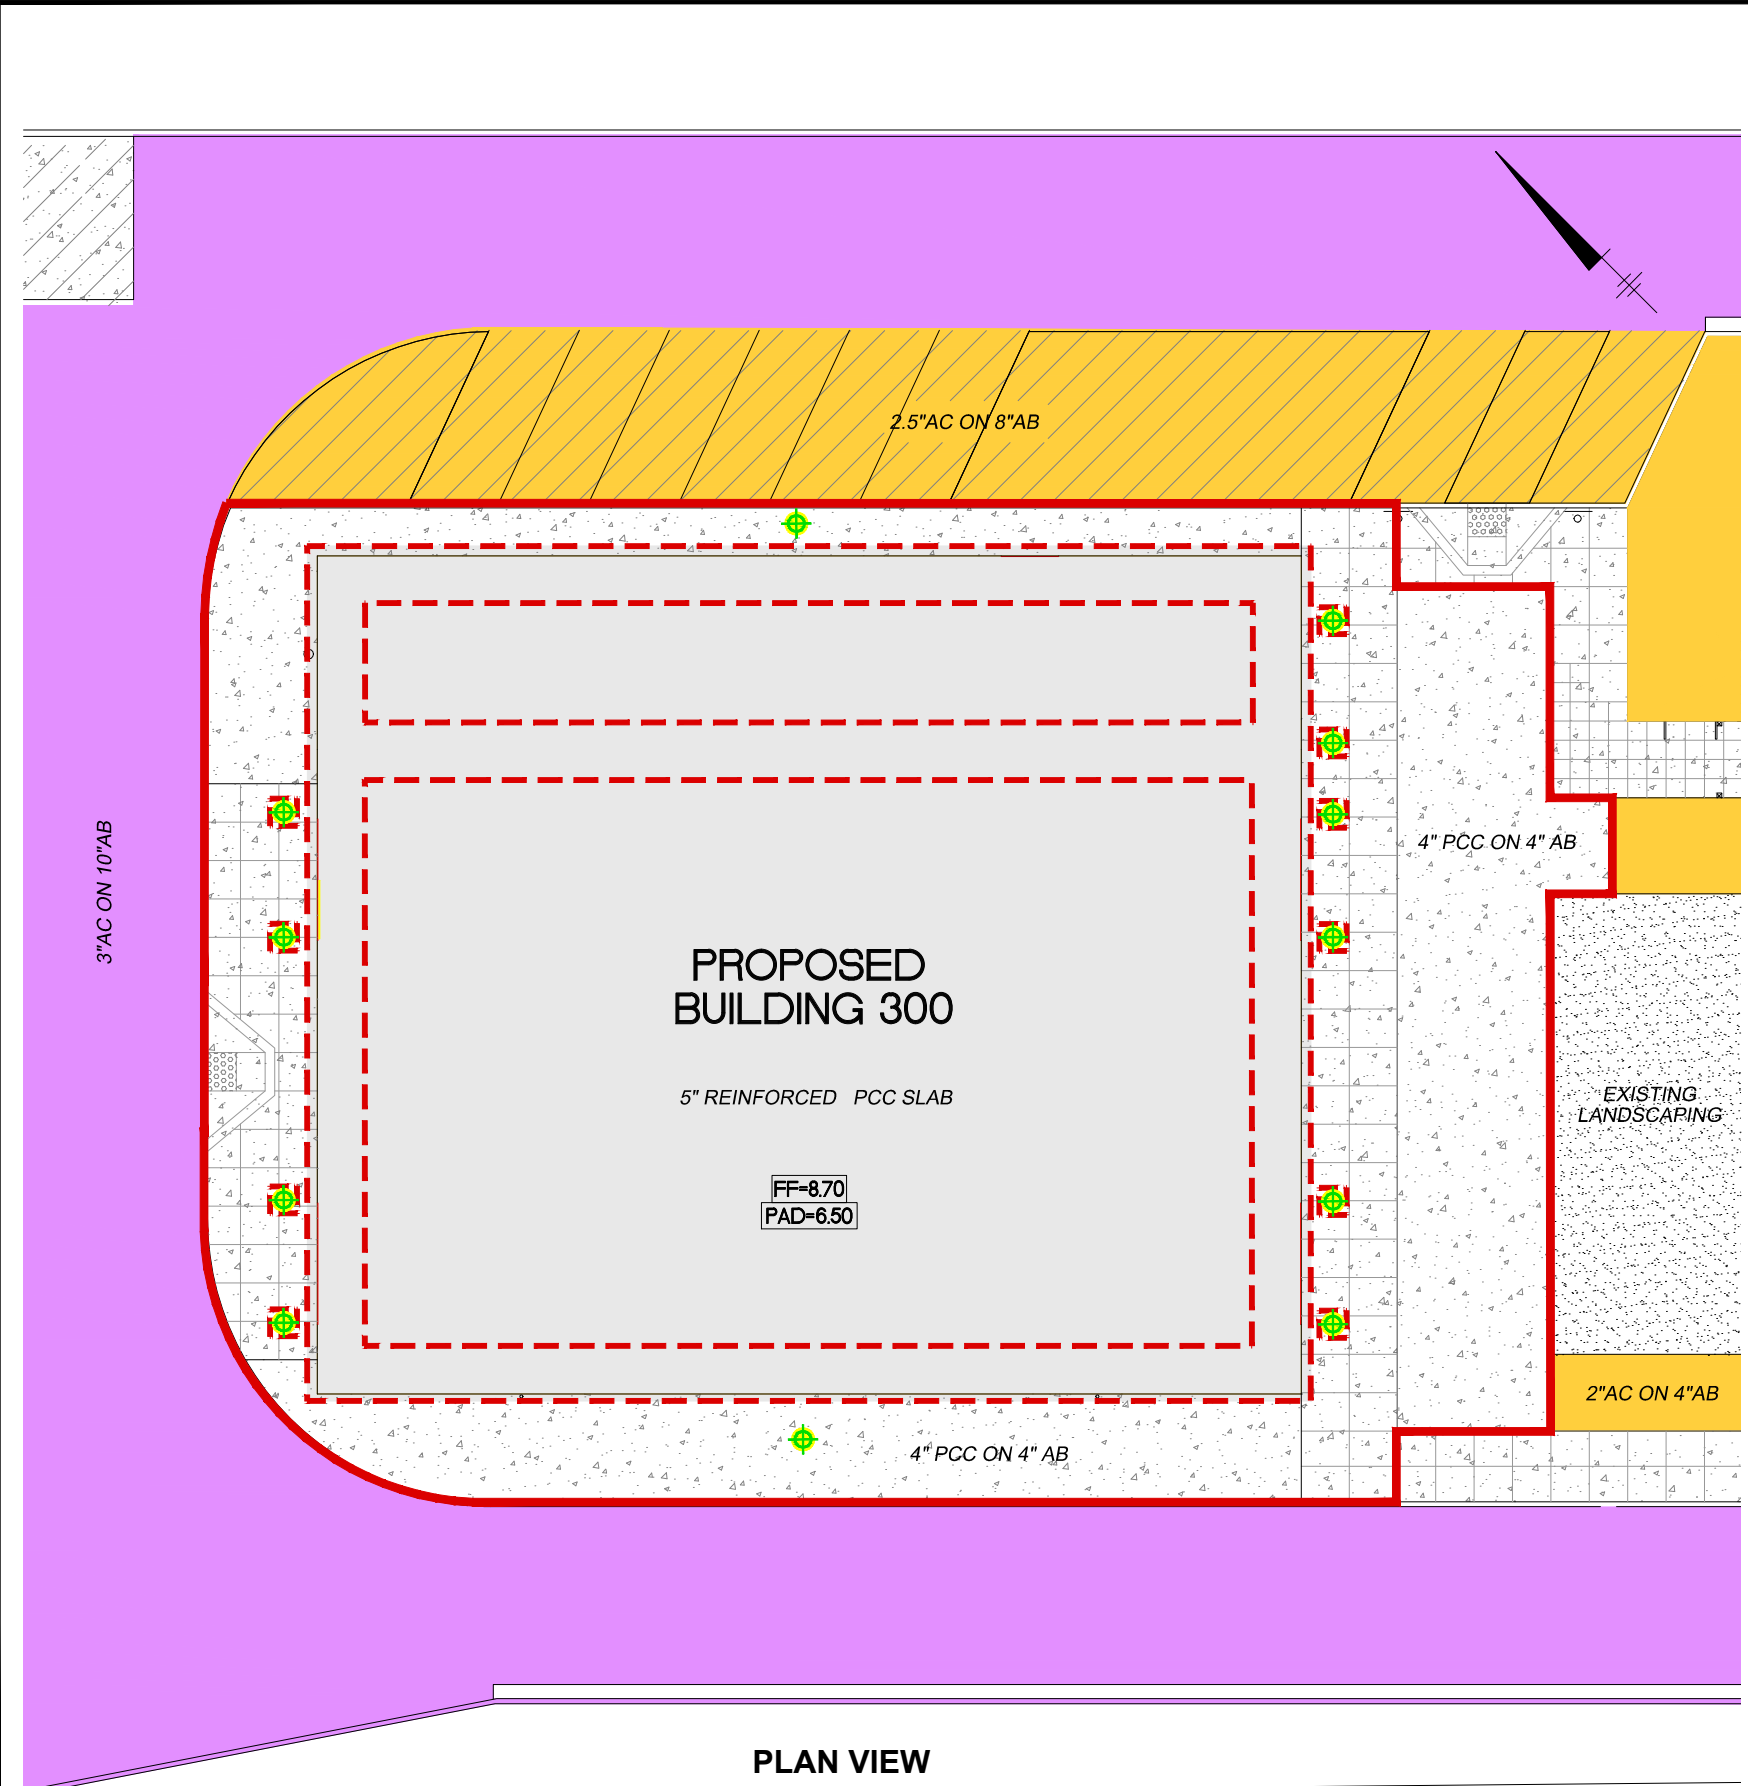 2.5"AC ON 8"AB
3"AC ON 10"AB
4" PCC ON 4" AB
PROPOSED
BUILDING 300
5" REINFORCED PCC SLAB
EXISTING
LANDSCAPING
FF=8.70
PAD=6.50
2"AC ON 4"AB
4" PCC ON 4" AB
PLAN VIEW